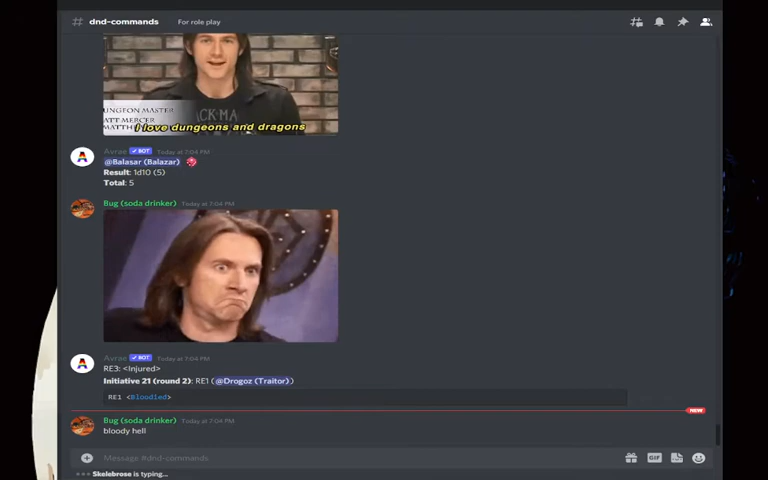 dnd-commands For role play
UNGEON MASTER
ATT MERCER
MATTH
I love dungeons and dragons
Avrae ✓BOT Today at 7:04 PM
@Balasar (Balazar)
Result: 1d10 (5)
Total: 5
Bug (soda drinker) Today at 7:04 PM
Avrae ✓BOT Today at 7:04 PM
RE3: <Injured>
Initiative 21 (round 2): RE1 (@Drogoz (Traitor))
RE1 <Bloodied>
NEW
Bug (soda drinker) Today at 7:04 PM
bloody hell
Message #dnd-commands
GIF
Skelebrose is typing...